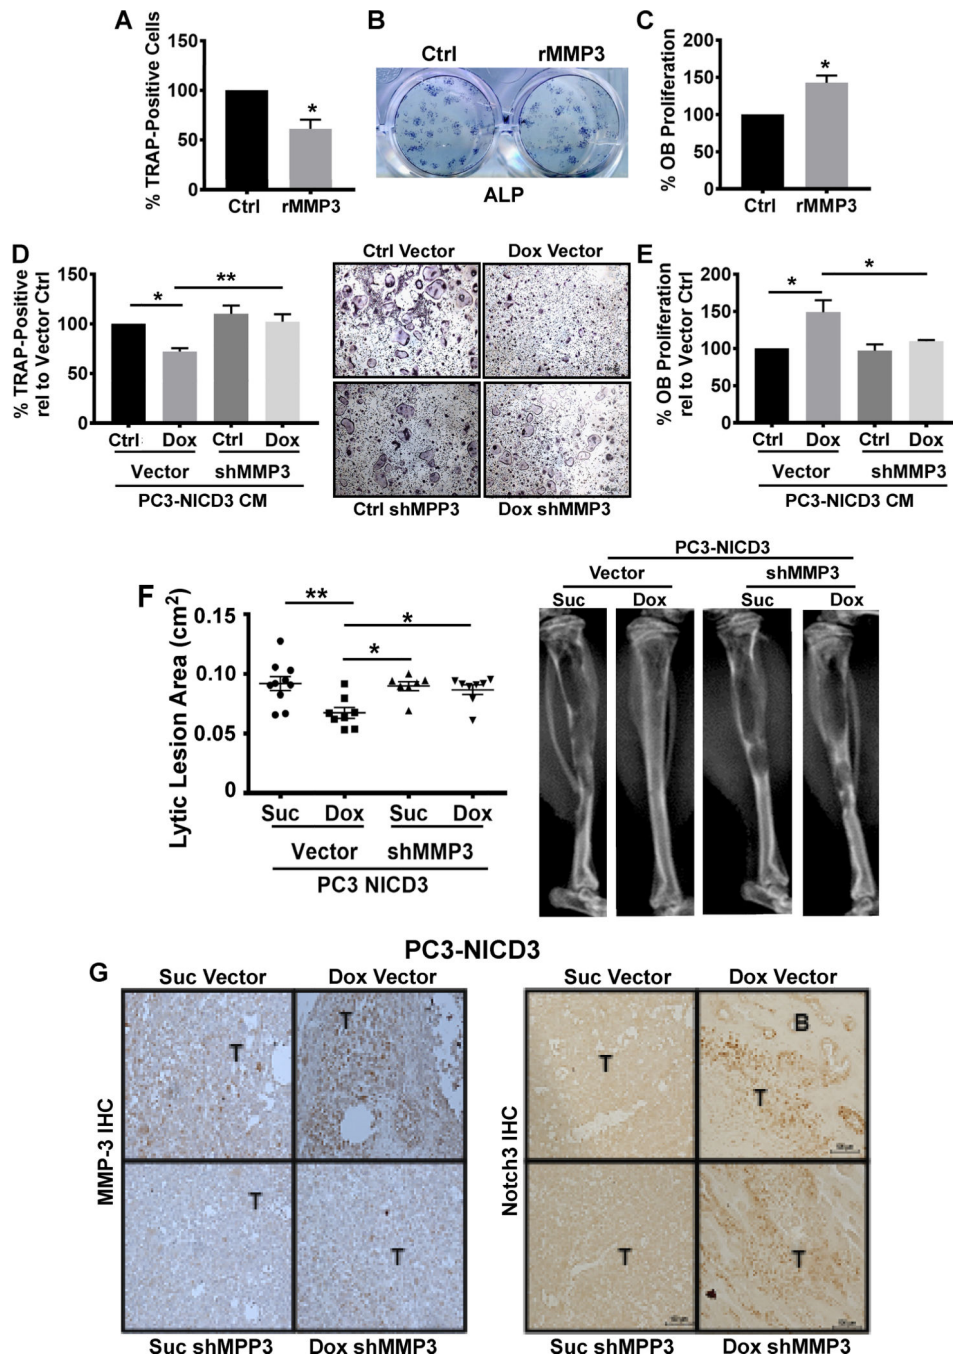 A
% TRAP-Positive Cells
150
100
50
0
*
Ctrl rMMP3
B
Ctrl rMMP3
ALP
C
% OB Proliferation
200
150
100
50
0
*
Ctrl rMMP3
D
% TRAP-Positive
rel to Vector Ctrl
150
100
50
0
* **
Ctrl Dox Ctrl Dox
Vector shMMP3
PC3-NICD3 CM
Ctrl Vector Dox Vector
Ctrl shMPP3 Dox shMMP3
E
% OB Proliferation
rel to Vector Ctrl
200
150
100
50
0
* *
Ctrl Dox Ctrl Dox
Vector shMMP3
PC3-NICD3 CM
F
Lytic Lesion Area (cm²)
0.15
0.10
0.05
0
**
*
*
Suc Dox Suc Dox
Vector shMMP3
PC3 NICD3
PC3-NICD3
Vector shMMP3
Suc Dox Suc Dox
PC3-NICD3
G
Suc Vector Dox Vector
MMP-3 IHC
T T
T T
Suc shMPP3 Dox shMMP3
Suc Vector Dox Vector
Notch3 IHC
T B T
T T
Suc shMPP3 Dox shMMP3